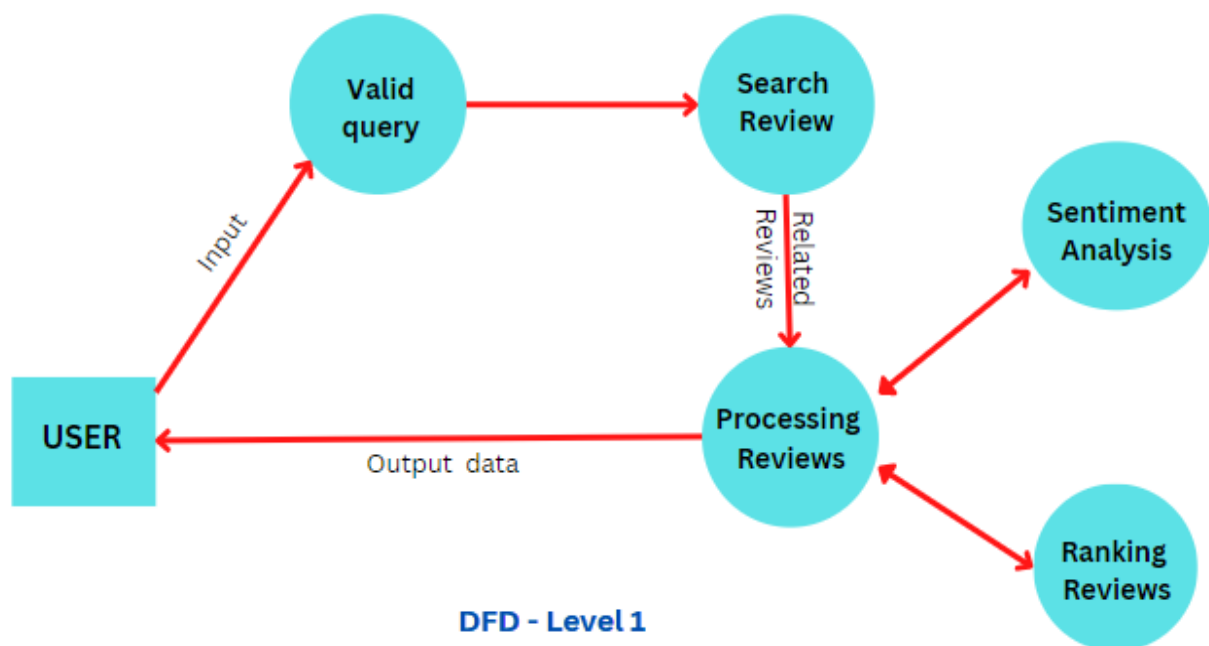 Valid
query
Search
Review
Input
Related
Reviews
Sentiment
Analysis
USER
Output data
Processing
Reviews
Ranking
Reviews
DFD - Level 1